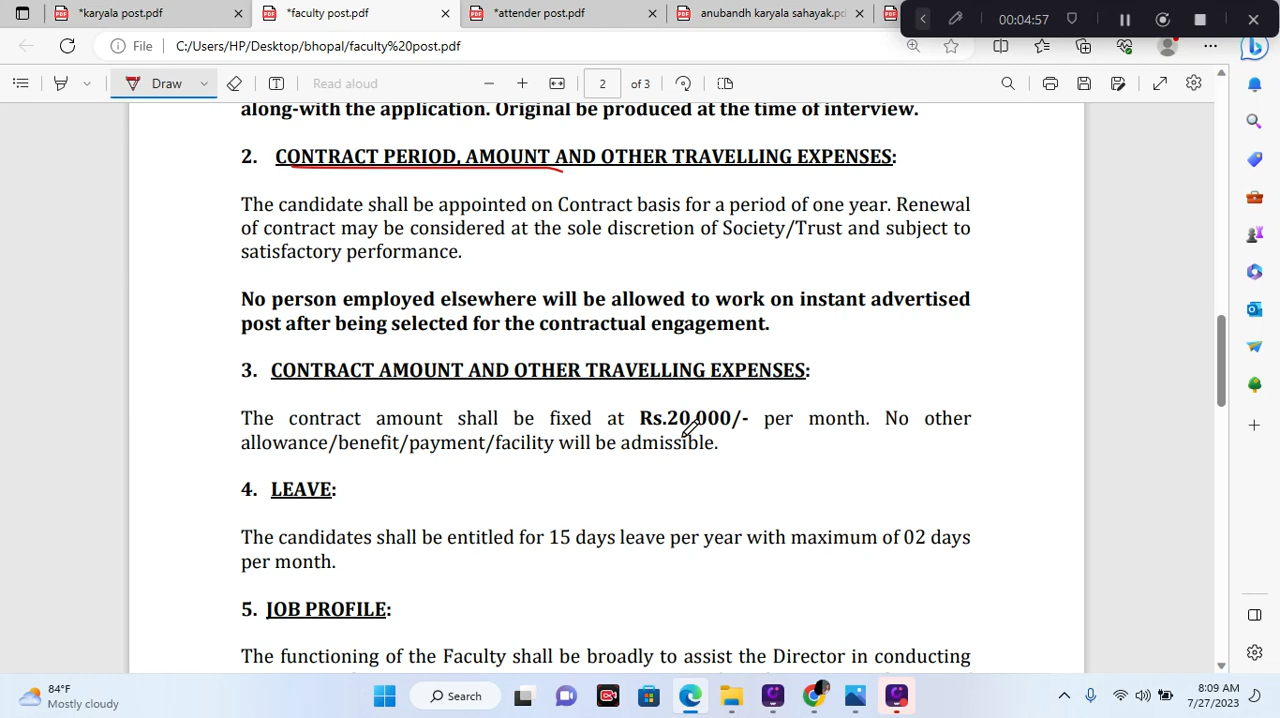 *karyala post.pdf
*faculty post.pdf
*attender post.pdf
anubandh karyala sahayak.pd
00:04:57
File
C:/Users/HP/Desktop/bhopal/faculty%20post.pdf
Draw
Read aloud
2
of 3
along-with the application. Original be produced at the time of interview.
2. CONTRACT PERIOD, AMOUNT AND OTHER TRAVELLING EXPENSES:
The candidate shall be appointed on Contract basis for a period of one year. Renewal
of contract may be considered at the sole discretion of Society/Trust and subject to
satisfactory performance.
No person employed elsewhere will be allowed to work on instant advertised
post after being selected for the contractual engagement.
3. CONTRACT AMOUNT AND OTHER TRAVELLING EXPENSES:
The contract amount shall be fixed at Rs.20,000/- per month. No other
allowance/benefit/payment/facility will be admissible.
4. LEAVE:
The candidates shall be entitled for 15 days leave per year with maximum of 02 days
per month.
5. JOB PROFILE:
The functioning of the Faculty shall be broadly to assist the Director in conducting
84°F
Mostly cloudy
Search
8:09 AM
7/27/2023